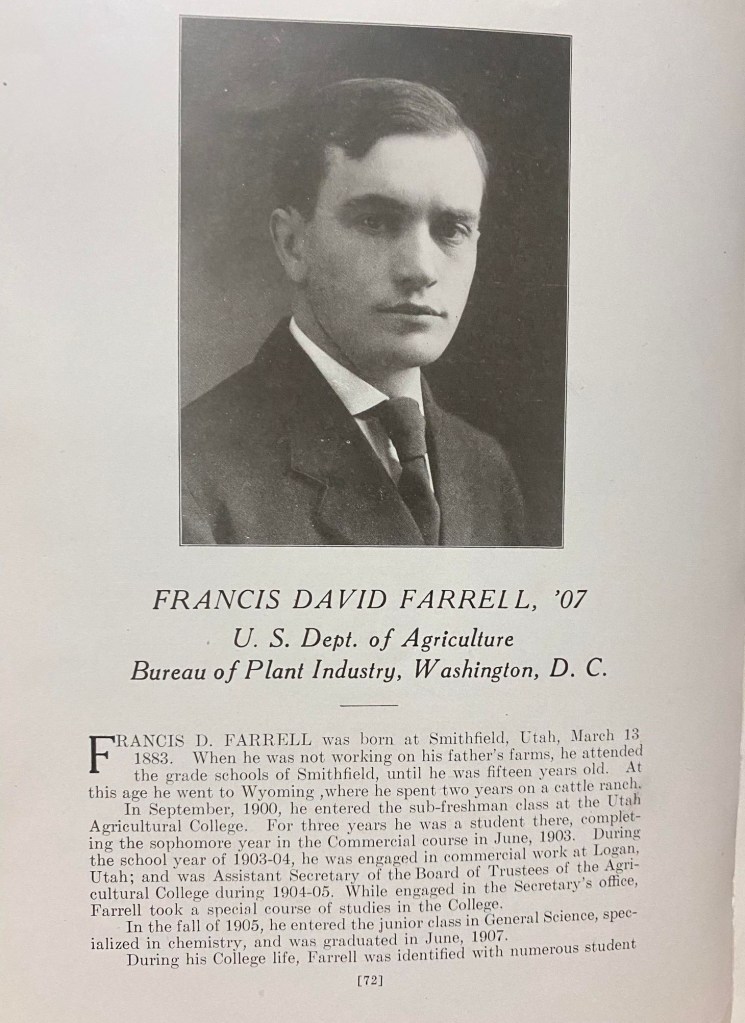 FRANCIS DAVID FARRELL, '07
U. S. Dept. of Agriculture
Bureau of Plant Industry, Washington, D. C.
FRANCIS D. FARRELL was born at Smithfield, Utah, March 13
1883. When he was not working on his father's farms, he attended
the grade schools of Smithfield, until he was fifteen years old. At
this age he went to Wyoming ,where he spent two years on a cattle ranch.
In September, 1900, he entered the sub-freshman class at the Utah
Agricultural College. For three years he was a student there, complet-
ing the sophomore year in the Commercial course in June, 1903. During
the school year of 1903-04, he was engaged in commercial work at Logan,
Utah; and was Assistant Secretary of the Board of Trustees of the Agri-
cultural College during 1904-05. While engaged in the Secretary's office,
Farrell took a special course of studies in the College.
In the fall of 1905, he entered the junior class in General Science, spec-
ialized in chemistry, and was graduated in June, 1907.
During his College life, Farrell was identified with numerous student
[72]